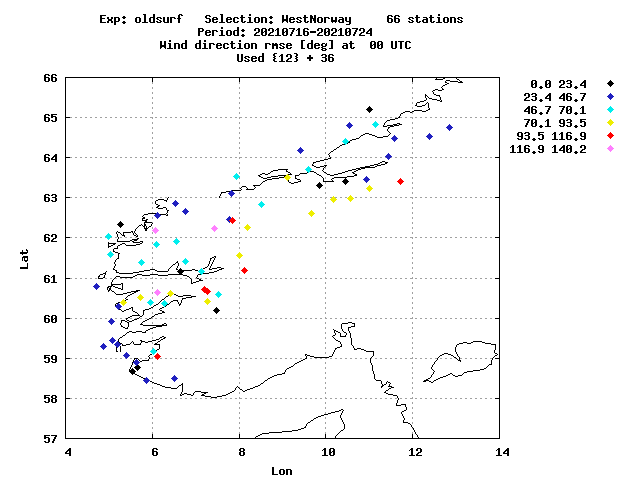 Exp: oldsurf   Selection: WestNorway     66 stations
Period: 20210716-20210724
Wind direction rmse [deg] at  00 UTC
Used {12} + 36
0.0 23.4
23.4 46.7
46.7 70.1
70.1 93.5
93.5 116.9
116.9 140.2
66
65
64
63
62
61
60
59
58
57
Lat
4 6 8 10 12 14
Lon